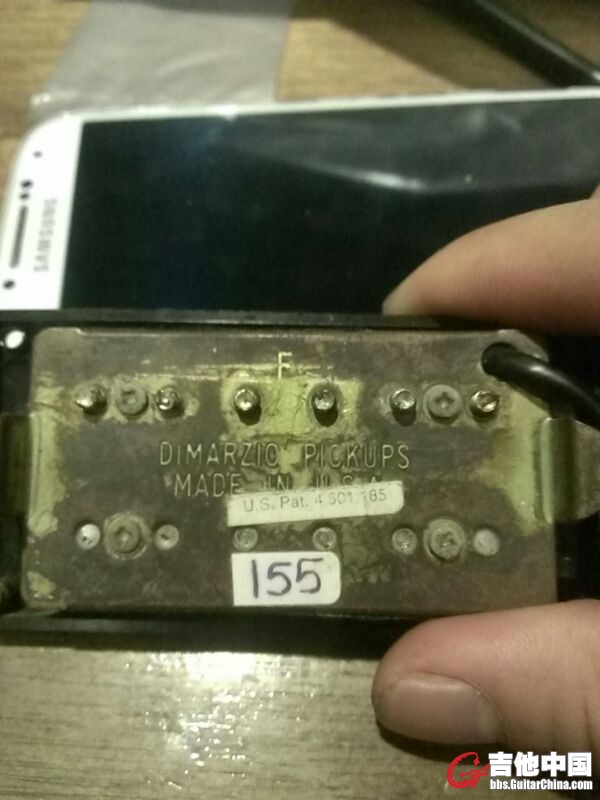 SAMSUNG
F
DIMARZIO PICKUPS
MADE IN U.S.A.
U.S. Pat. 4,501,185
155
吉他中国
bbs.GuitarChina.com